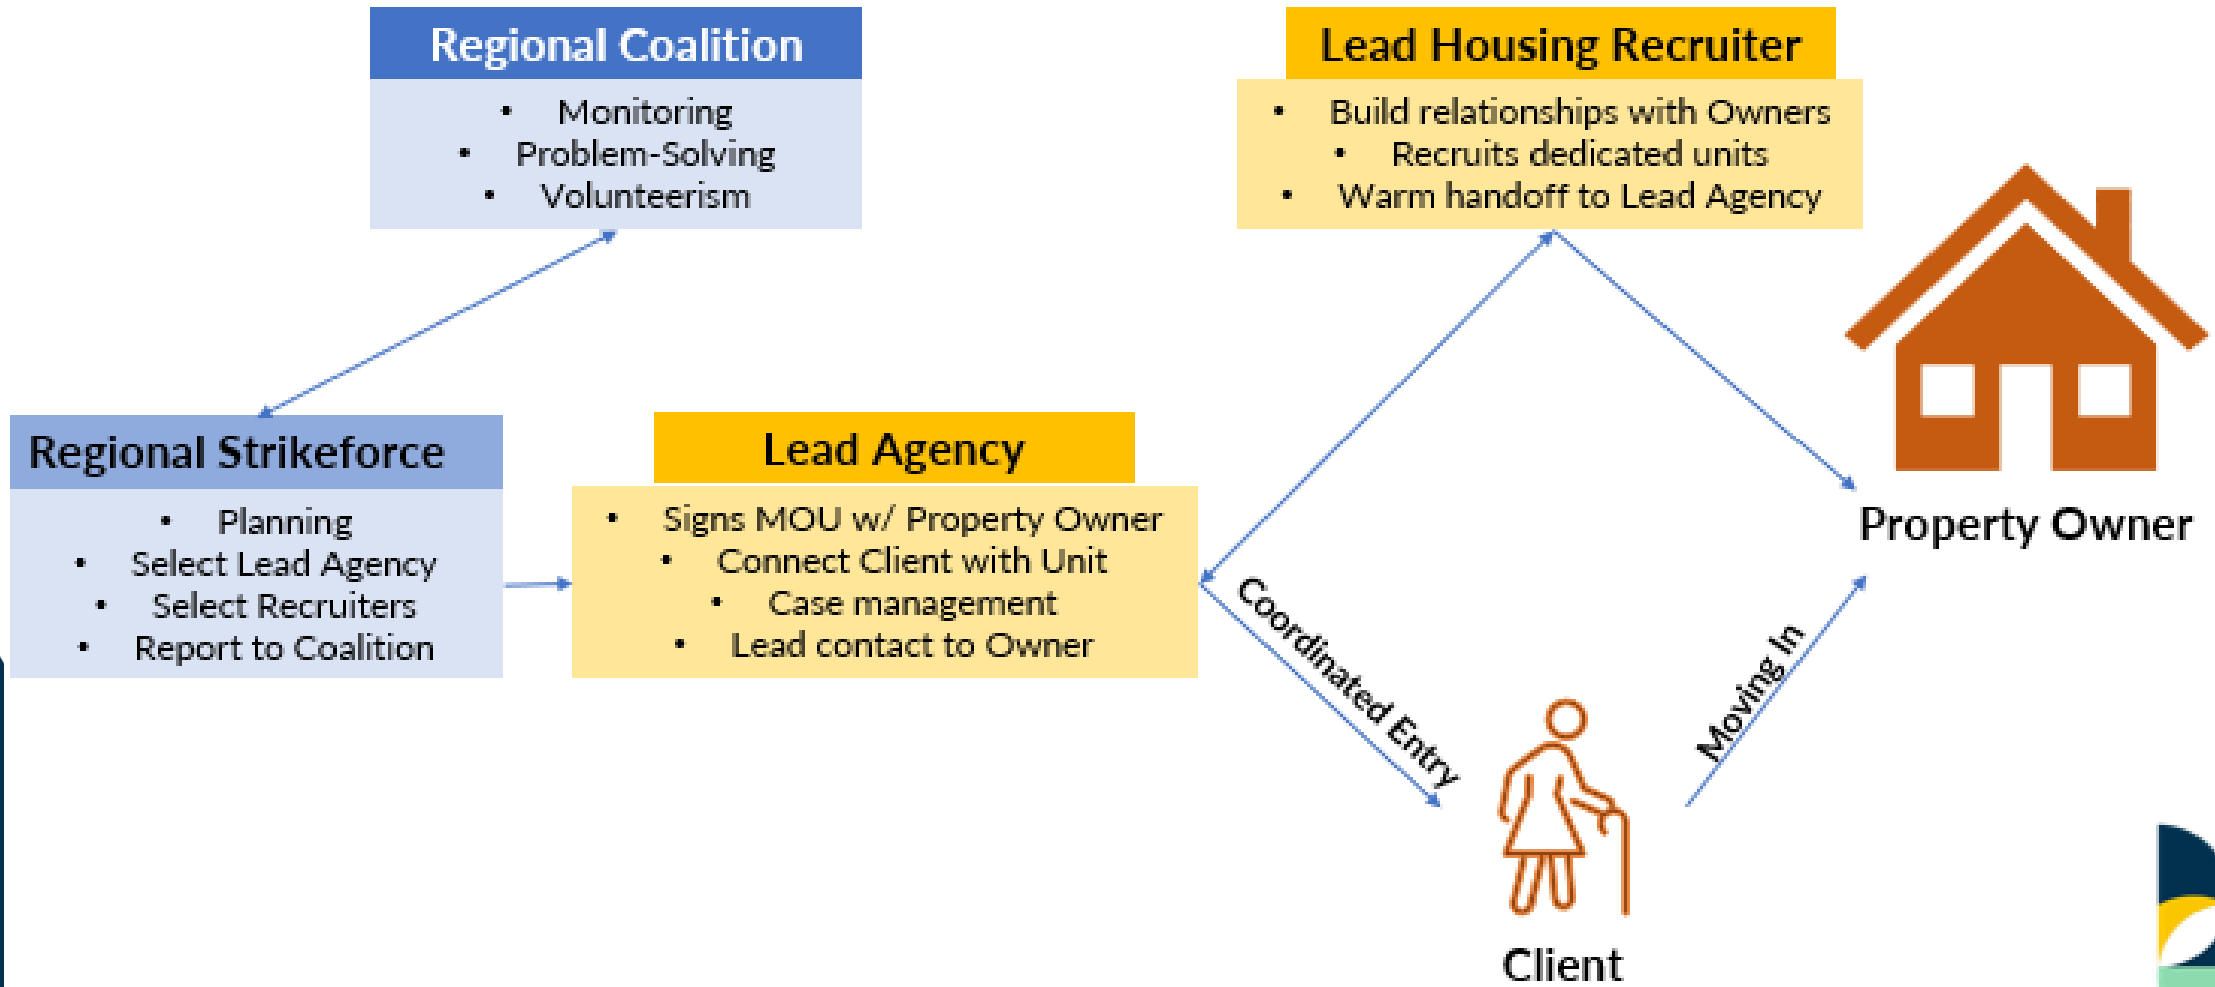 Regional Coalition
• Monitoring
• Problem-Solving
• Volunteerism
Lead Housing Recruiter
• Build relationships with Owners
• Recruits dedicated units
• Warm handoff to Lead Agency
Regional Strikeforce
• Planning
• Select Lead Agency
• Select Recruiters
• Report to Coalition
Lead Agency
• Signs MOU w/ Property Owner
• Connect Client with Unit
• Case management
• Lead contact to Owner
Property Owner
Coordinated Entry
Moving In
Client